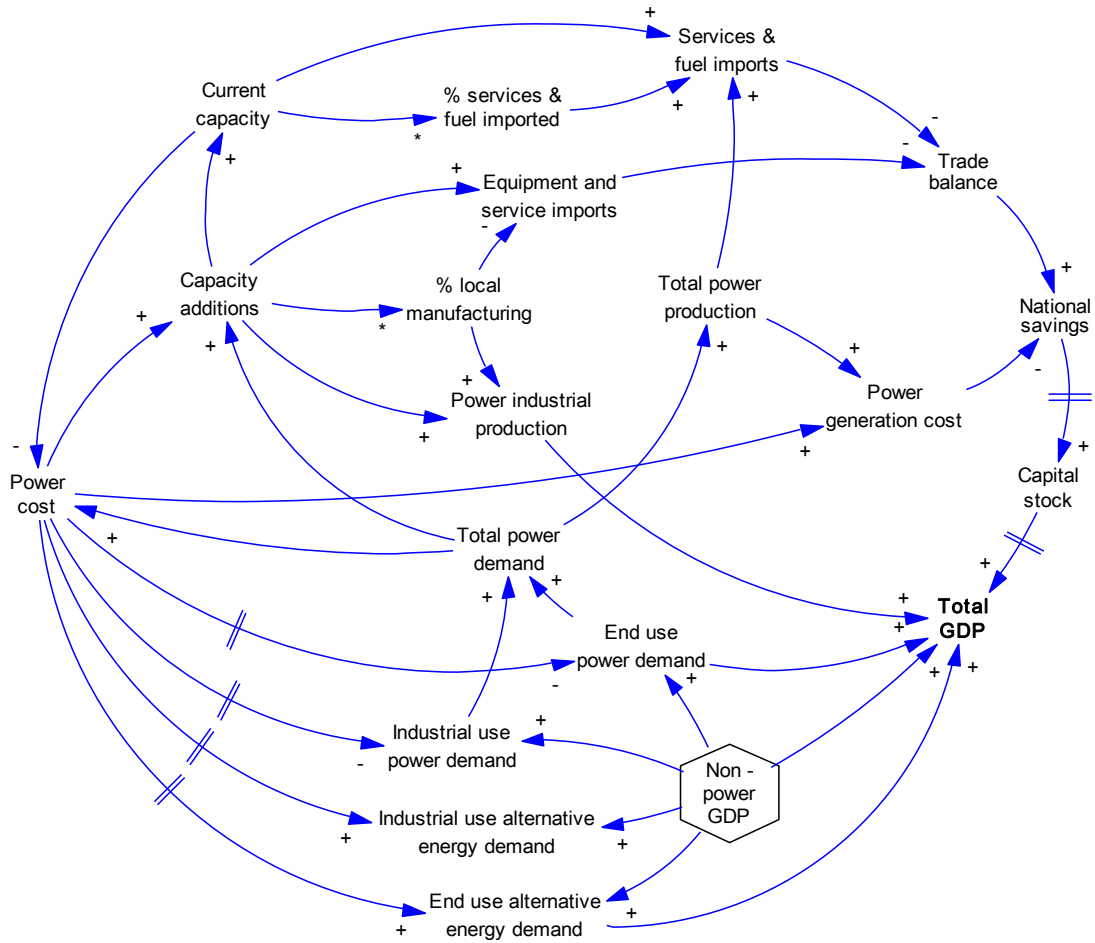 Services &
fuel imports
Current
capacity
% services &
fuel imported
Trade
balance
Equipment and
service imports
Capacity
additions
% local
manufacturing
Total power
production
National
savings
Power industrial
production
Power
generation cost
Power
cost
Capital
stock
Total power
demand
Total
GDP
End use
power demand
Industrial use
power demand
Non -
power
GDP
Industrial use alternative
energy demand
End use alternative
energy demand
+
+
+
*
-
-
+
+
-
+
+
*
+
+
+
-
+
+
+
-
+
+
+
+
+
+
+
+
-
+
+
+
+
-
+
+
+
+